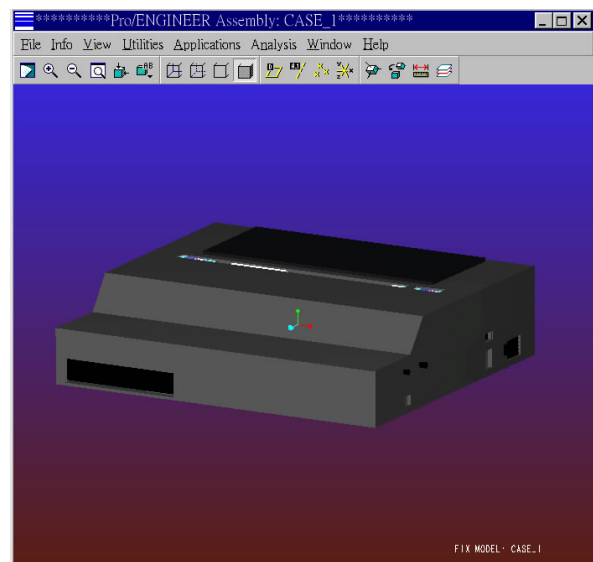 **********Pro/ENGINEER Assembly: CASE_1**********
File Info View Utilities Applications Analysis Window Help
FIX MODEL· CASE_1